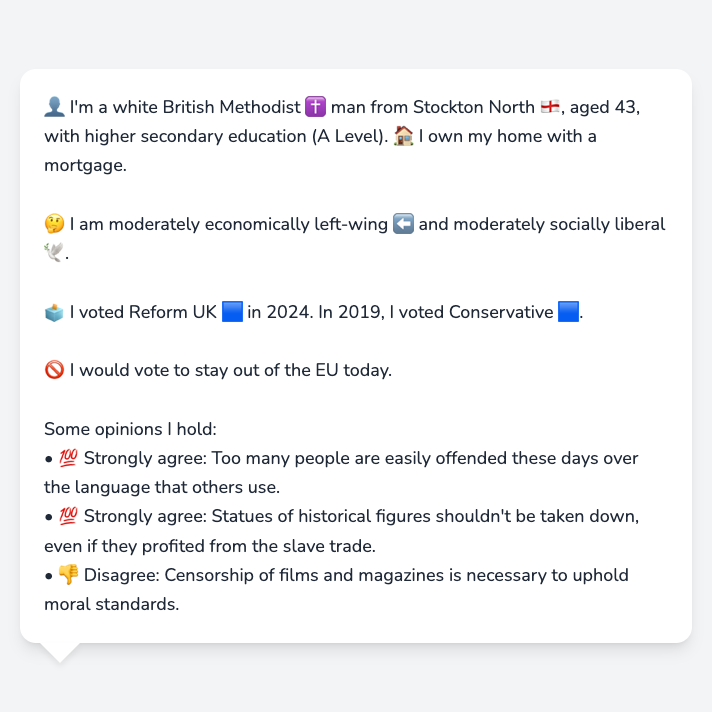 👤 I'm a white British Methodist ✝️ man from Stockton North 🏴󠁧󠁢󠁥󠁮󠁧󠁿, aged 43,
with higher secondary education (A Level). 🏠 I own my home with a
mortgage.
🤔 I am moderately economically left-wing ⬅️ and moderately socially liberal
🕊️.
🗳️ I voted Reform UK 🟦 in 2024. In 2019, I voted Conservative 🟦.
🚫 I would vote to stay out of the EU today.
Some opinions I hold:
• 💯 Strongly agree: Too many people are easily offended these days over
the language that others use.
• 💯 Strongly agree: Statues of historical figures shouldn't be taken down,
even if they profited from the slave trade.
• 👎 Disagree: Censorship of films and magazines is necessary to uphold
moral standards.